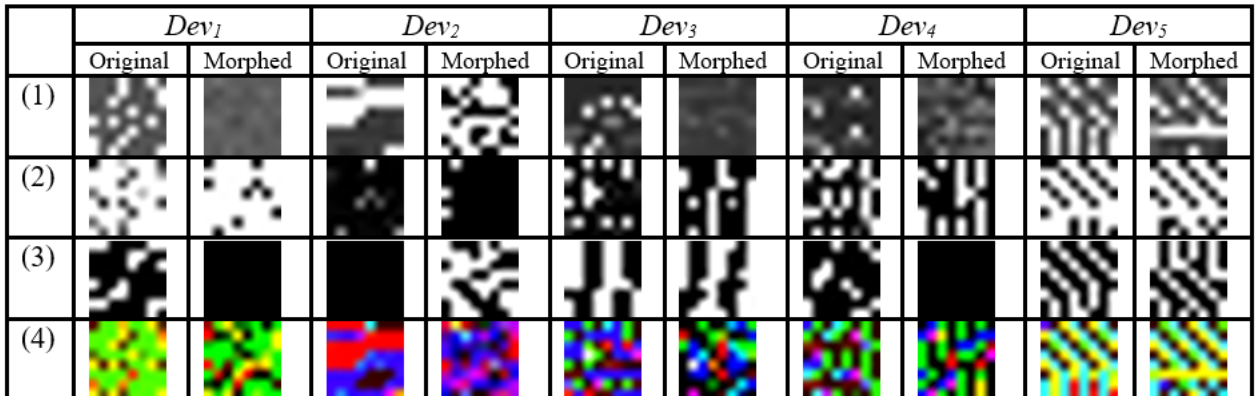 Dev₁ Dev₂ Dev₃ Dev₄ Dev₅
Original Morphed Original Morphed Original Morphed Original Morphed Original Morphed
(1)
(2)
(3)
(4)